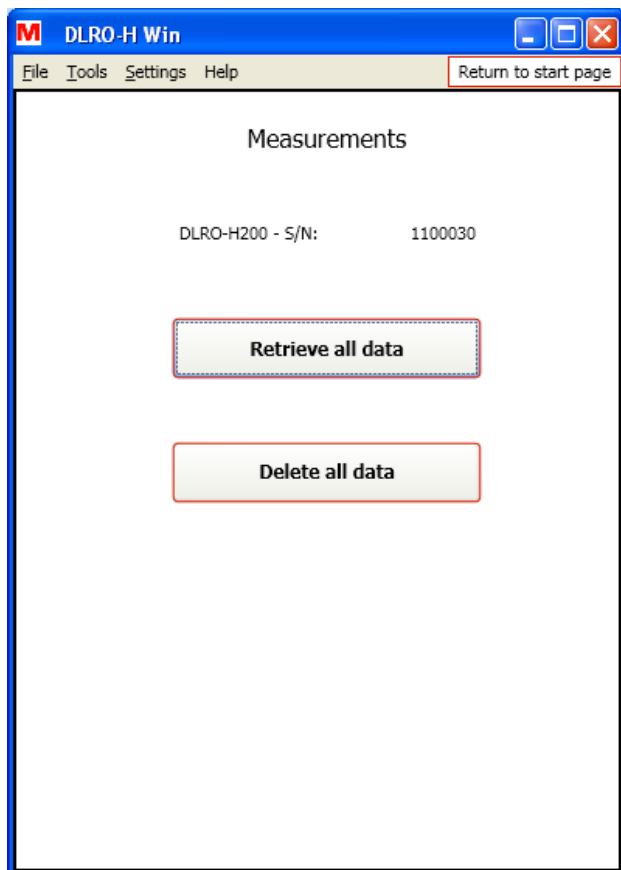 M DLRO-H Win
File Tools Settings Help Return to start page
Measurements
DLRO-H200 - S/N: 1100030
Retrieve all data
Delete all data